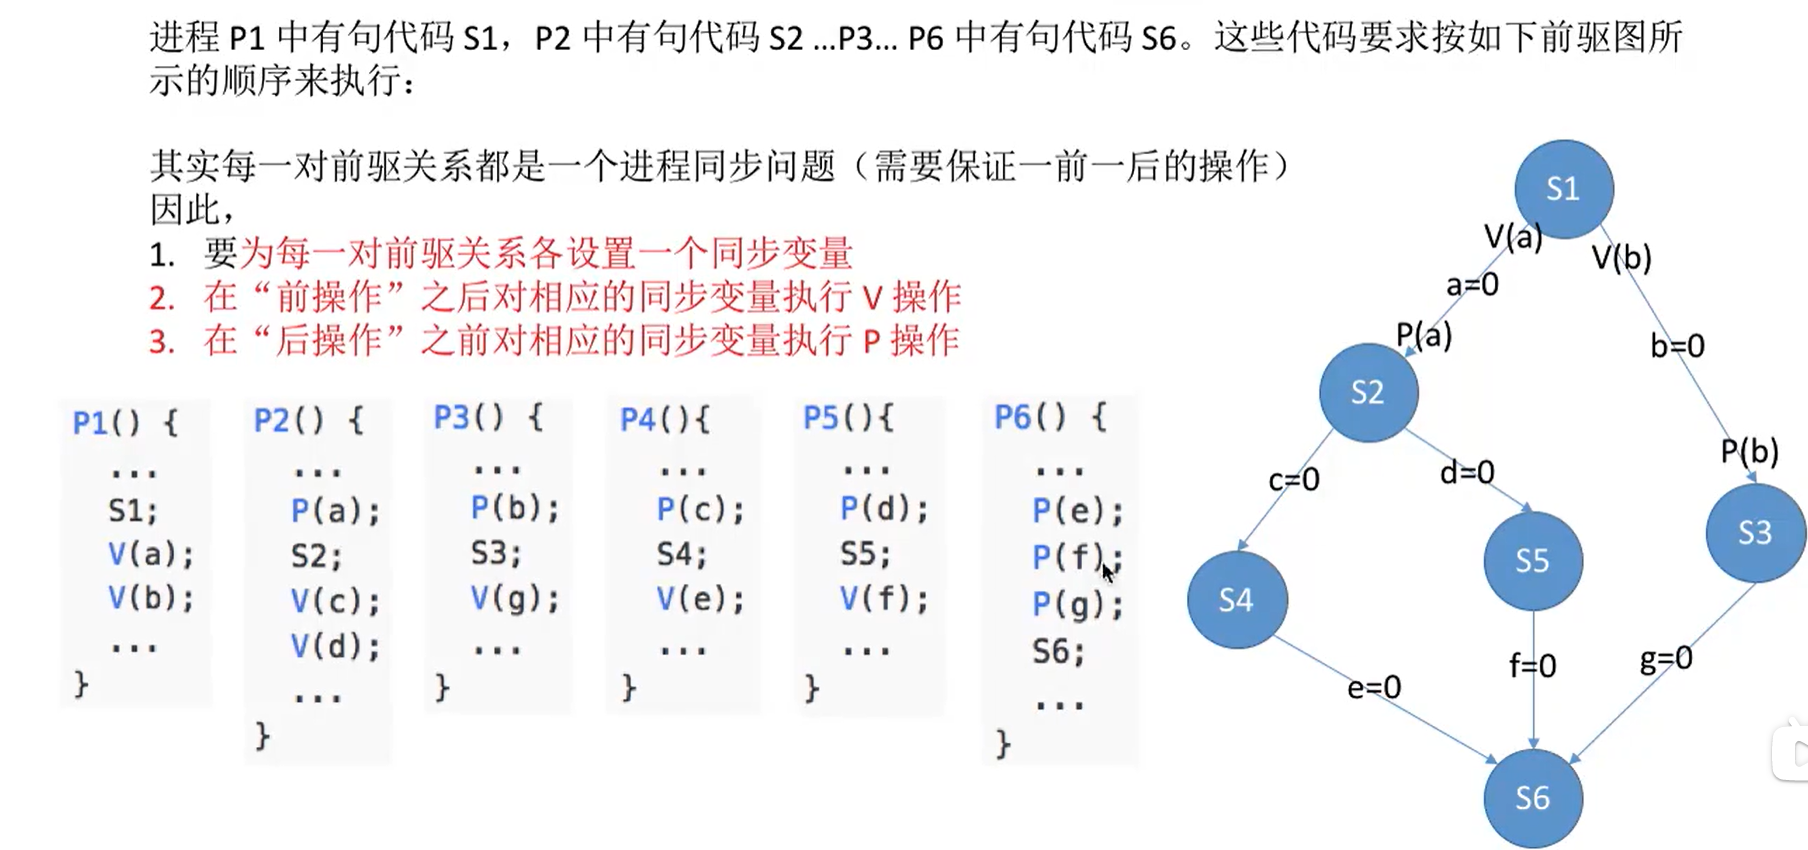 进程 P1 中有句代码 S1，P2 中有句代码 S2 ...P3... P6 中有句代码 S6。这些代码要求按如下前驱图所
示的顺序来执行：
其实每一对前驱关系都是一个进程同步问题（需要保证一前一后的操作）
因此，
1. 要为每一对前驱关系各设置一个同步变量
2. 在“前操作”之后对相应的同步变量执行 V 操作
3. 在“后操作”之前对相应的同步变量执行 P 操作
P1() {
...
S1;
V(a);
V(b);
...
}
P2() {
...
P(a);
S2;
V(c);
V(d);
...
}
P3() {
...
P(b);
S3;
V(g);
...
}
P4(){
...
P(c);
S4;
V(e);
...
}
P5(){
...
P(d);
S5;
V(f);
...
}
P6() {
...
P(e);
P(f);
P(g);
S6;
...
}
S1
V(a)
V(b)
a=0
P(a)
b=0
S2
P(b)
c=0
d=0
S3
S5
S4
e=0
f=0
g=0
S6